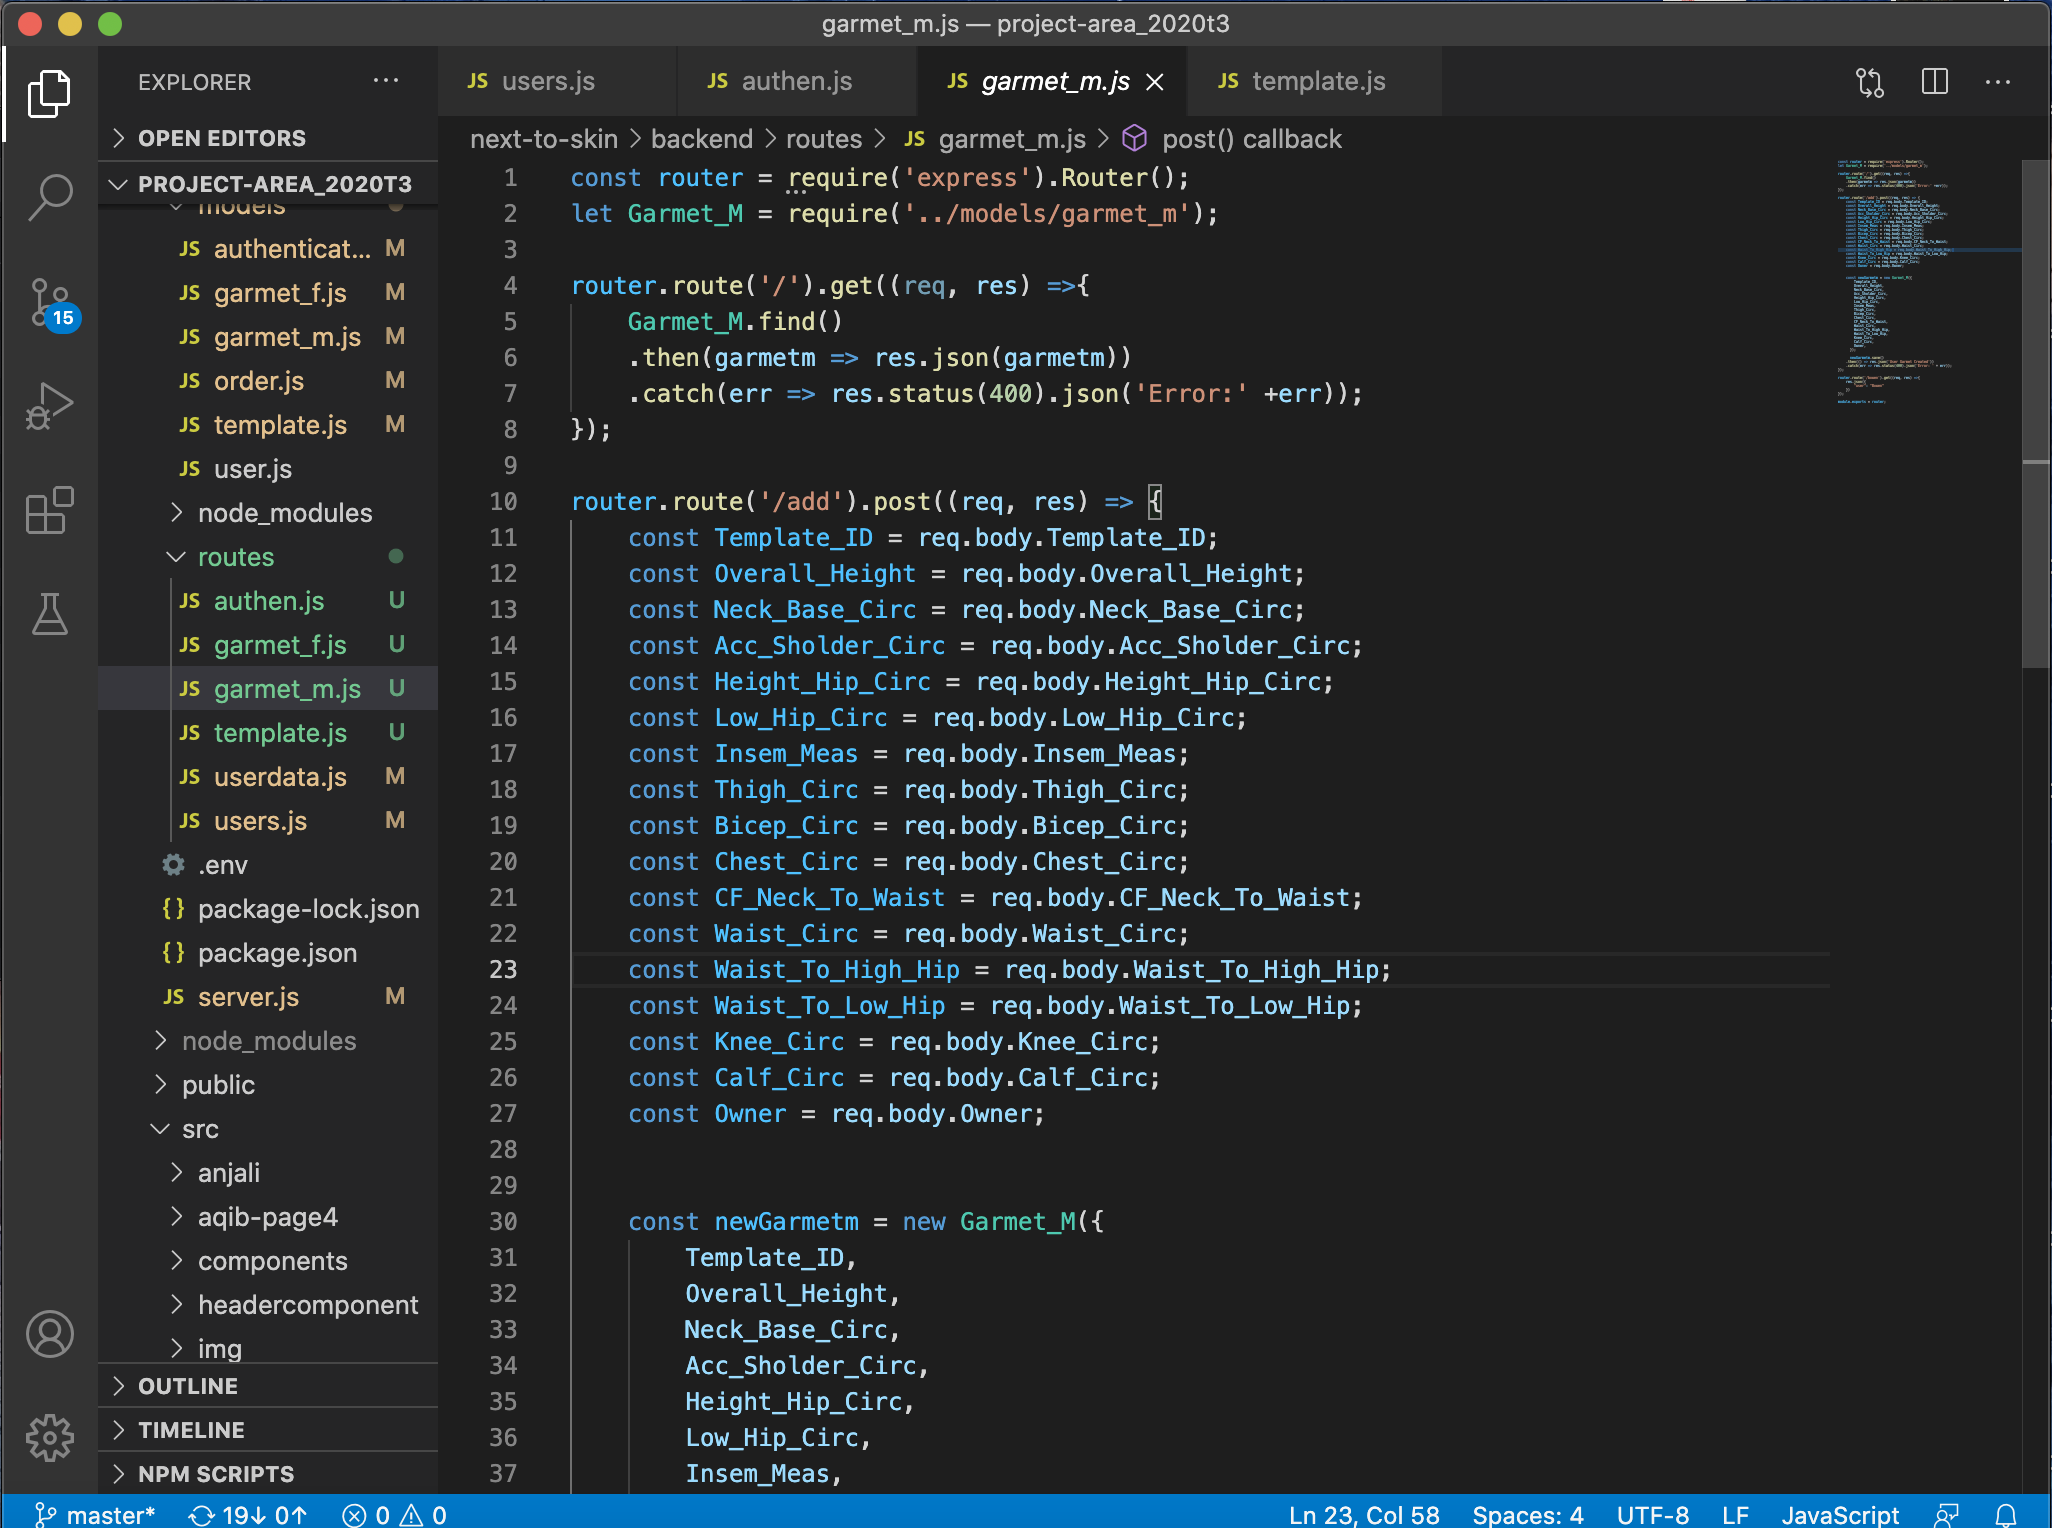 garmet_m.js — project-area_2020t3
EXPLORER
JS users.js
JS authen.js
JS garmet_m.js
JS template.js
OPEN EDITORS
PROJECT-AREA_2020T3
models
JS authenticat... M
JS garmet_f.js M
JS garmet_m.js M
JS order.js M
JS template.js M
JS user.js
node_modules
routes
JS authen.js U
JS garmet_f.js U
JS garmet_m.js U
JS template.js U
JS userdata.js M
JS users.js M
.env
{} package-lock.json
{} package.json
JS server.js M
node_modules
public
src
anjali
aqib-page4
components
headercomponent
img
OUTLINE
TIMELINE
NPM SCRIPTS
15
next-to-skin > backend > routes > JS garmet_m.js > post() callback
1 const router = require('express').Router();
2 let Garmet_M = require('../models/garmet_m');
3
4 router.route('/').get((req, res) =>{
5 Garmet_M.find()
6 .then(garmetm => res.json(garmetm))
7 .catch(err => res.status(400).json('Error:' +err));
8 });
9
10 router.route('/add').post((req, res) => {
11 const Template_ID = req.body.Template_ID;
12 const Overall_Height = req.body.Overall_Height;
13 const Neck_Base_Circ = req.body.Neck_Base_Circ;
14 const Acc_Sholder_Circ = req.body.Acc_Sholder_Circ;
15 const Height_Hip_Circ = req.body.Height_Hip_Circ;
16 const Low_Hip_Circ = req.body.Low_Hip_Circ;
17 const Insem_Meas = req.body.Insem_Meas;
18 const Thigh_Circ = req.body.Thigh_Circ;
19 const Bicep_Circ = req.body.Bicep_Circ;
20 const Chest_Circ = req.body.Chest_Circ;
21 const CF_Neck_To_Waist = req.body.CF_Neck_To_Waist;
22 const Waist_Circ = req.body.Waist_Circ;
23 const Waist_To_High_Hip = req.body.Waist_To_High_Hip;
24 const Waist_To_Low_Hip = req.body.Waist_To_Low_Hip;
25 const Knee_Circ = req.body.Knee_Circ;
26 const Calf_Circ = req.body.Calf_Circ;
27 const Owner = req.body.Owner;
28
29
30 const newGarmetm = new Garmet_M({
31 Template_ID,
32 Overall_Height,
33 Neck_Base_Circ,
34 Acc_Sholder_Circ,
35 Height_Hip_Circ,
36 Low_Hip_Circ,
37 Insem_Meas,
master* 19↓ 0↑ 0 0 Ln 23, Col 58 Spaces: 4 UTF-8 LF JavaScript